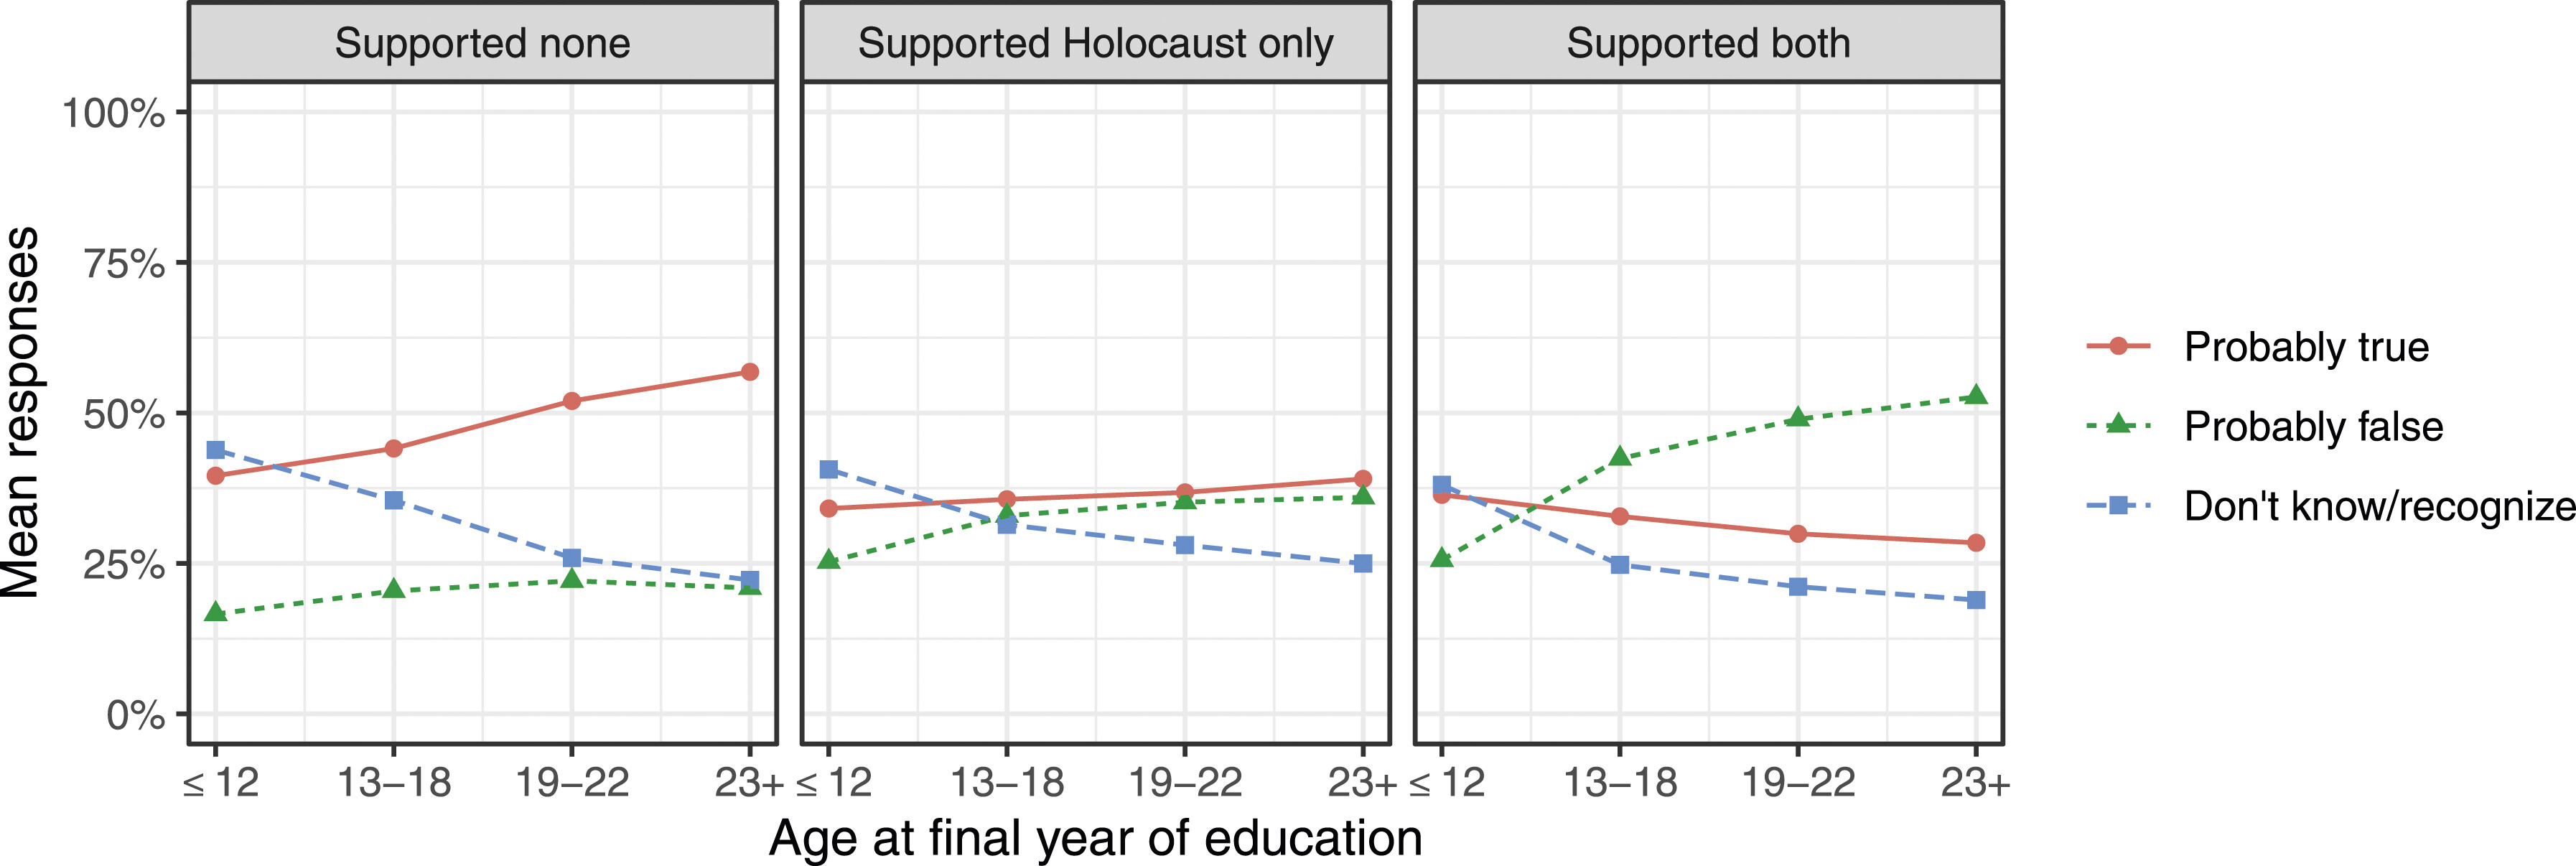 Supported none
Supported Holocaust only
Supported both
100%
75%
50%
25%
0%
Mean responses
≤ 12 13–18 19–22 23+
≤ 12 13–18 19–22 23+
≤ 12 13–18 19–22 23+
Age at final year of education
Probably true
Probably false
Don't know/recognize